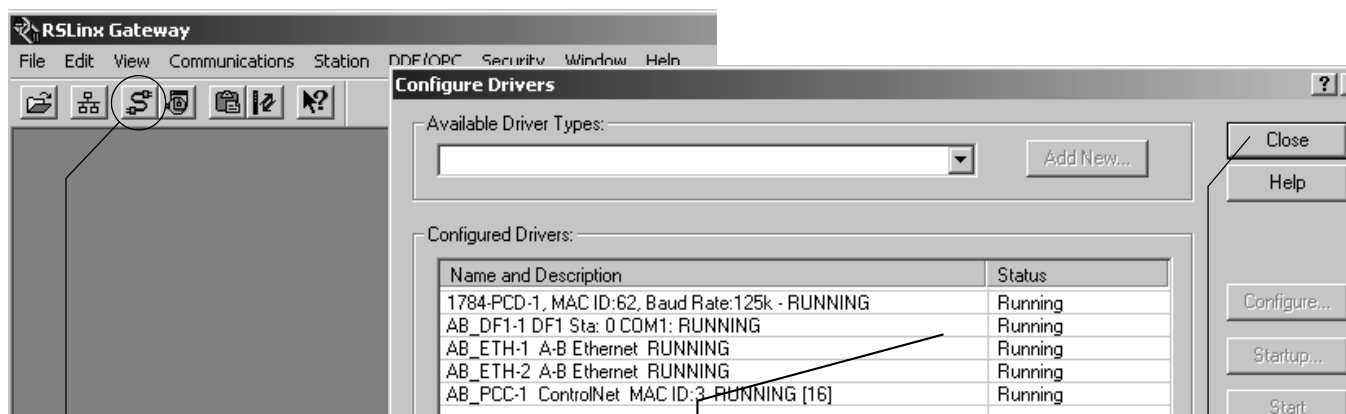 RSLinx Gateway
File Edit View Communications Station DDE/OPC Security Window Help
Configure Drivers
Available Driver Types:
Add New...
Close
Help
Configured Drivers:
Name and Description Status
1784-PCD-1, MAC ID:62, Baud Rate:125k - RUNNING Running
AB_DF1-1 DF1 Sta: 0 COM1: RUNNING Running
AB_ETH-1 A-B Ethernet RUNNING Running
AB_ETH-2 A-B Ethernet RUNNING Running
AB_PCC-1 ControlNet MAC ID:3 RUNNING [16] Running
Configure...
Startup...
Start